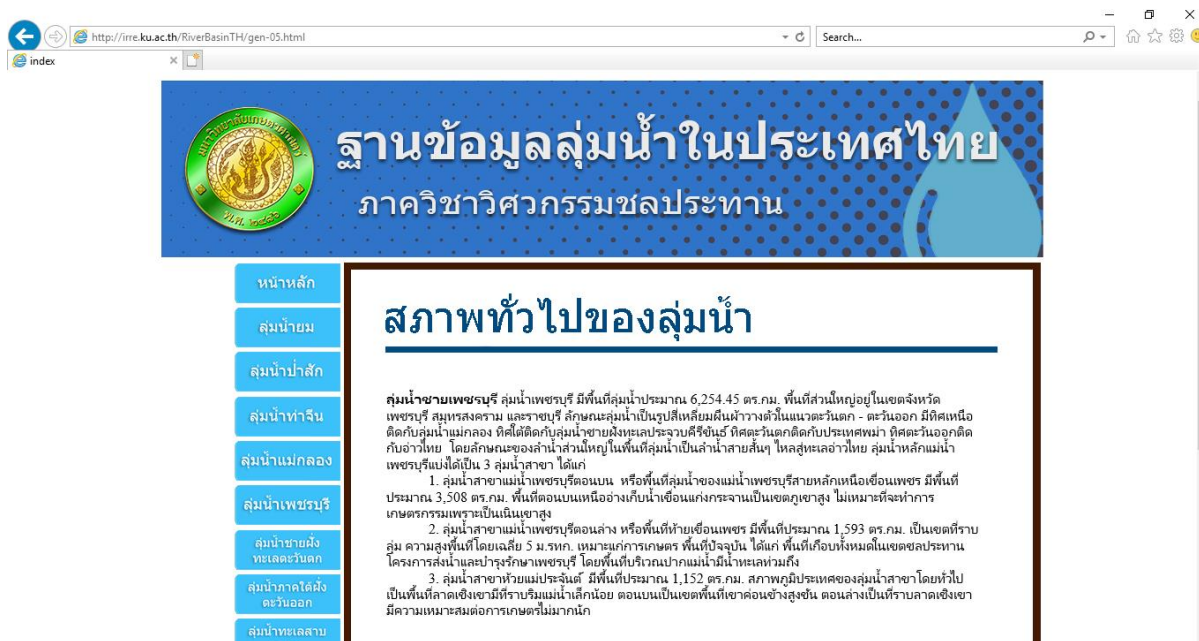 http://irre.ku.ac.th/RiverBasinTH/gen-05.html
Search...
index
มหาวิทยาลัยเกษตรศาสตร์
พ.ศ. ๒๔๘๖
ฐานข้อมูลลุ่มน้ำในประเทศไทย
ภาควิชาวิศวกรรมชลประทาน
หน้าหลัก
ลุ่มน้ำยม
ลุ่มน้ำป่าสัก
ลุ่มน้ำท่าจีน
ลุ่มน้ำแม่กลอง
ลุ่มน้ำเพชรบุรี
ลุ่มน้ำชายฝั่ง
ทะเลตะวันตก
ลุ่มน้ำภาคใต้ฝั่ง
ตะวันออก
ลุ่มน้ำทะเลสาบ
สภาพทั่วไปของลุ่มน้ำ
ลุ่มน้ำชายเพชรบุรี ลุ่มน้ำเพชรบุรี มีพื้นที่ลุ่มน้ำประมาณ 6,254.45 ตร.กม. พื้นที่ส่วนใหญ่อยู่ในเขตจังหวัด
เพชรบุรี สมุทรสงคราม และราชบุรี ลักษณะลุ่มน้ำเป็นรูปสี่เหลี่ยมผืนผ้าวางตัวในแนวตะวันตก - ตะวันออก มีทิศเหนือ
ติดกับลุ่มน้ำแม่กลอง ทิศใต้ติดกับลุ่มน้ำชายฝั่งทะเลประจวบคีรีขันธ์ ทิศตะวันตกติดกับประเทศพม่า ทิศตะวันออกติด
กับอ่าวไทย โดยลักษณะของลำน้ำส่วนใหญ่ในพื้นที่ลุ่มน้ำเป็นลำน้ำสายสั้นๆ ไหลสู่ทะเลอ่าวไทย ลุ่มน้ำหลักแม่น้ำ
เพชรบุรีแบ่งได้เป็น 3 ลุ่มน้ำสาขา ได้แก่
1. ลุ่มน้ำสาขาแม่น้ำเพชรบุรีตอนบน หรือพื้นที่ลุ่มน้ำของแม่น้ำเพชรบุรีสายหลักเหนือเขื่อนเพชร มีพื้นที่
ประมาณ 3,508 ตร.กม. พื้นที่ตอนบนเหนืออ่างเก็บน้ำเขื่อนแก่งกระจานเป็นเขตภูเขาสูง ไม่เหมาะที่จะทำการ
เกษตรกรรมเพราะเป็นเนินเขาสูง
2. ลุ่มน้ำสาขาแม่น้ำเพชรบุรีตอนล่าง หรือพื้นที่ท้ายเขื่อนเพชร มีพื้นที่ประมาณ 1,593 ตร.กม. เป็นเขตที่ราบ
ลุ่ม ความสูงพื้นที่โดยเฉลี่ย 5 ม.รทก. เหมาะแก่การเกษตร พื้นที่ปัจจุบัน ได้แก่ พื้นที่เกือบทั้งหมดในเขตชลประทาน
โครงการส่งน้ำและบำรุงรักษาเพชรบุรี โดยพื้นที่บริเวณปากแม่น้ำมีน้ำทะเลท่วมถึง
3. ลุ่มน้ำสาขาห้วยแม่ประจันต์ มีพื้นที่ประมาณ 1,152 ตร.กม. สภาพภูมิประเทศของลุ่มน้ำสาขาโดยทั่วไป
เป็นพื้นที่ลาดเชิงเขามีที่ราบริมแม่น้ำเล็กน้อย ตอนบนเป็นเขตพื้นที่เขาค่อนข้างสูงชัน ตอนล่างเป็นที่ราบลาดเชิงเขา
มีความเหมาะสมต่อการเกษตรไม่มากนัก